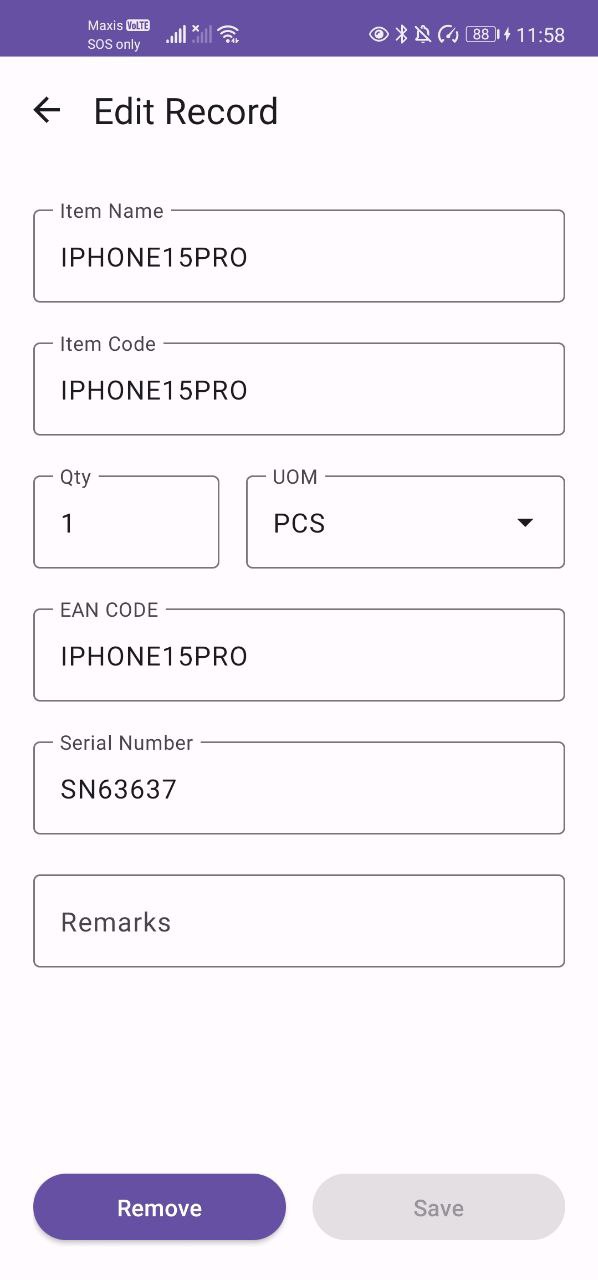 Maxis VoLTE
SOS only
88 11:58
Edit Record
Item Name
IPHONE15PRO
Item Code
IPHONE15PRO
Qty UOM
1 PCS
EAN CODE
IPHONE15PRO
Serial Number
SN63637
Remarks
Remove Save